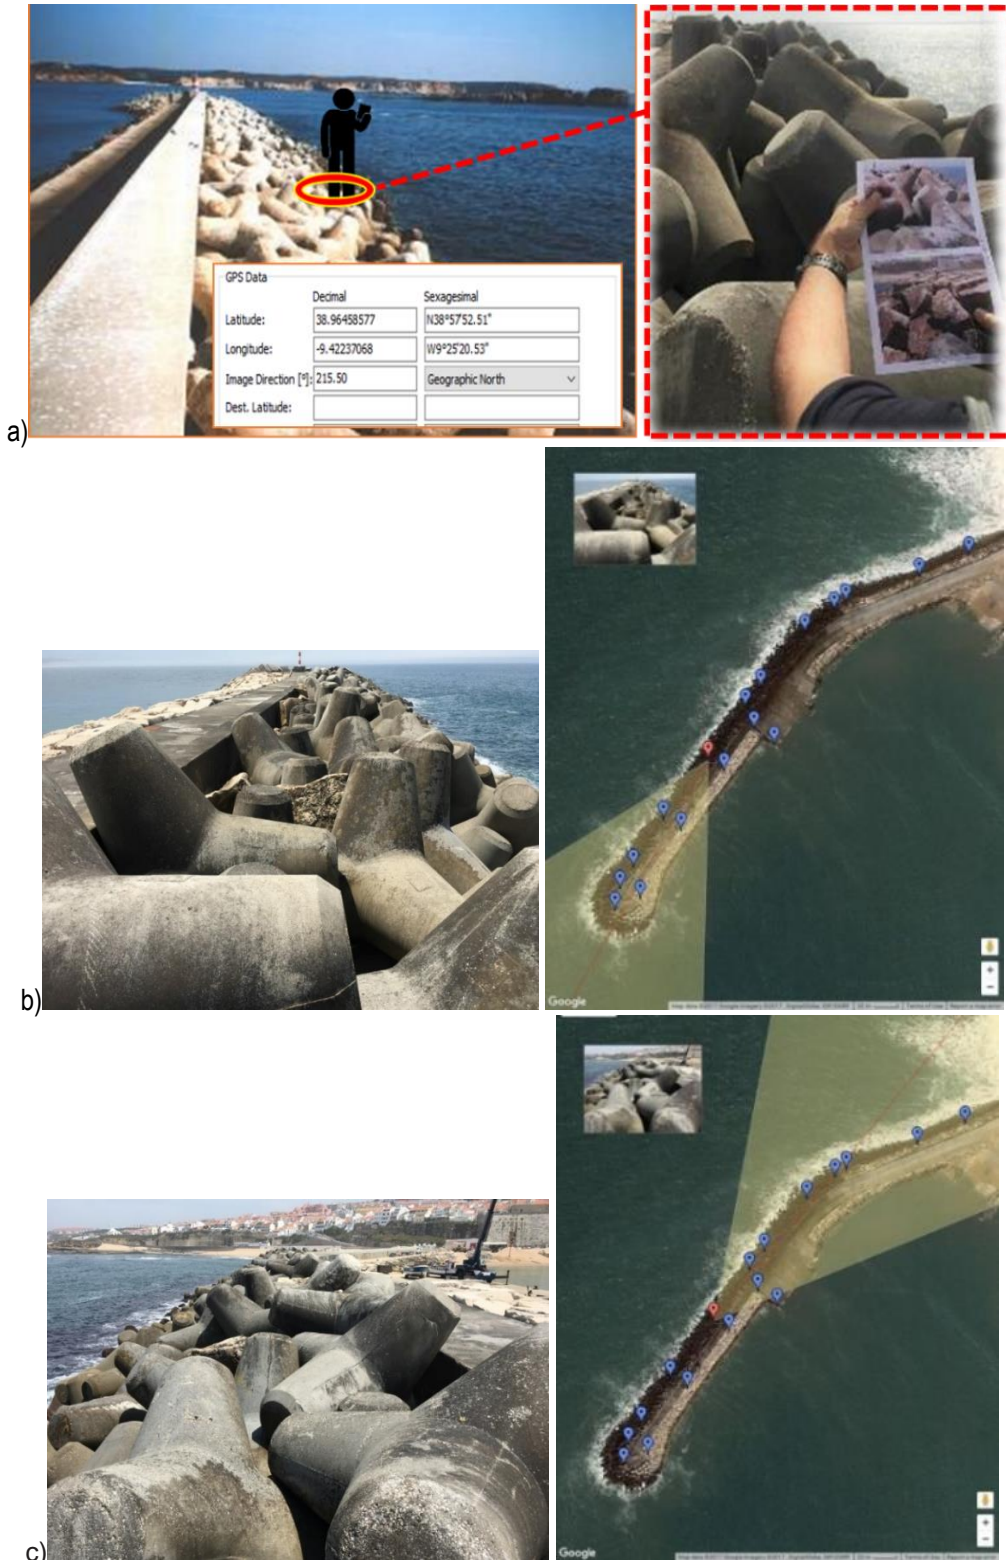 GPS Data
Decimal Sexagesimal
Latitude: 38.96458577 N38°57'52.51"
Longitude: -9.42237068 W9°25'20.53"
Image Direction [°]: 215.50 Geographic North
Dest. Latitude:
a)
b)
Google
c)